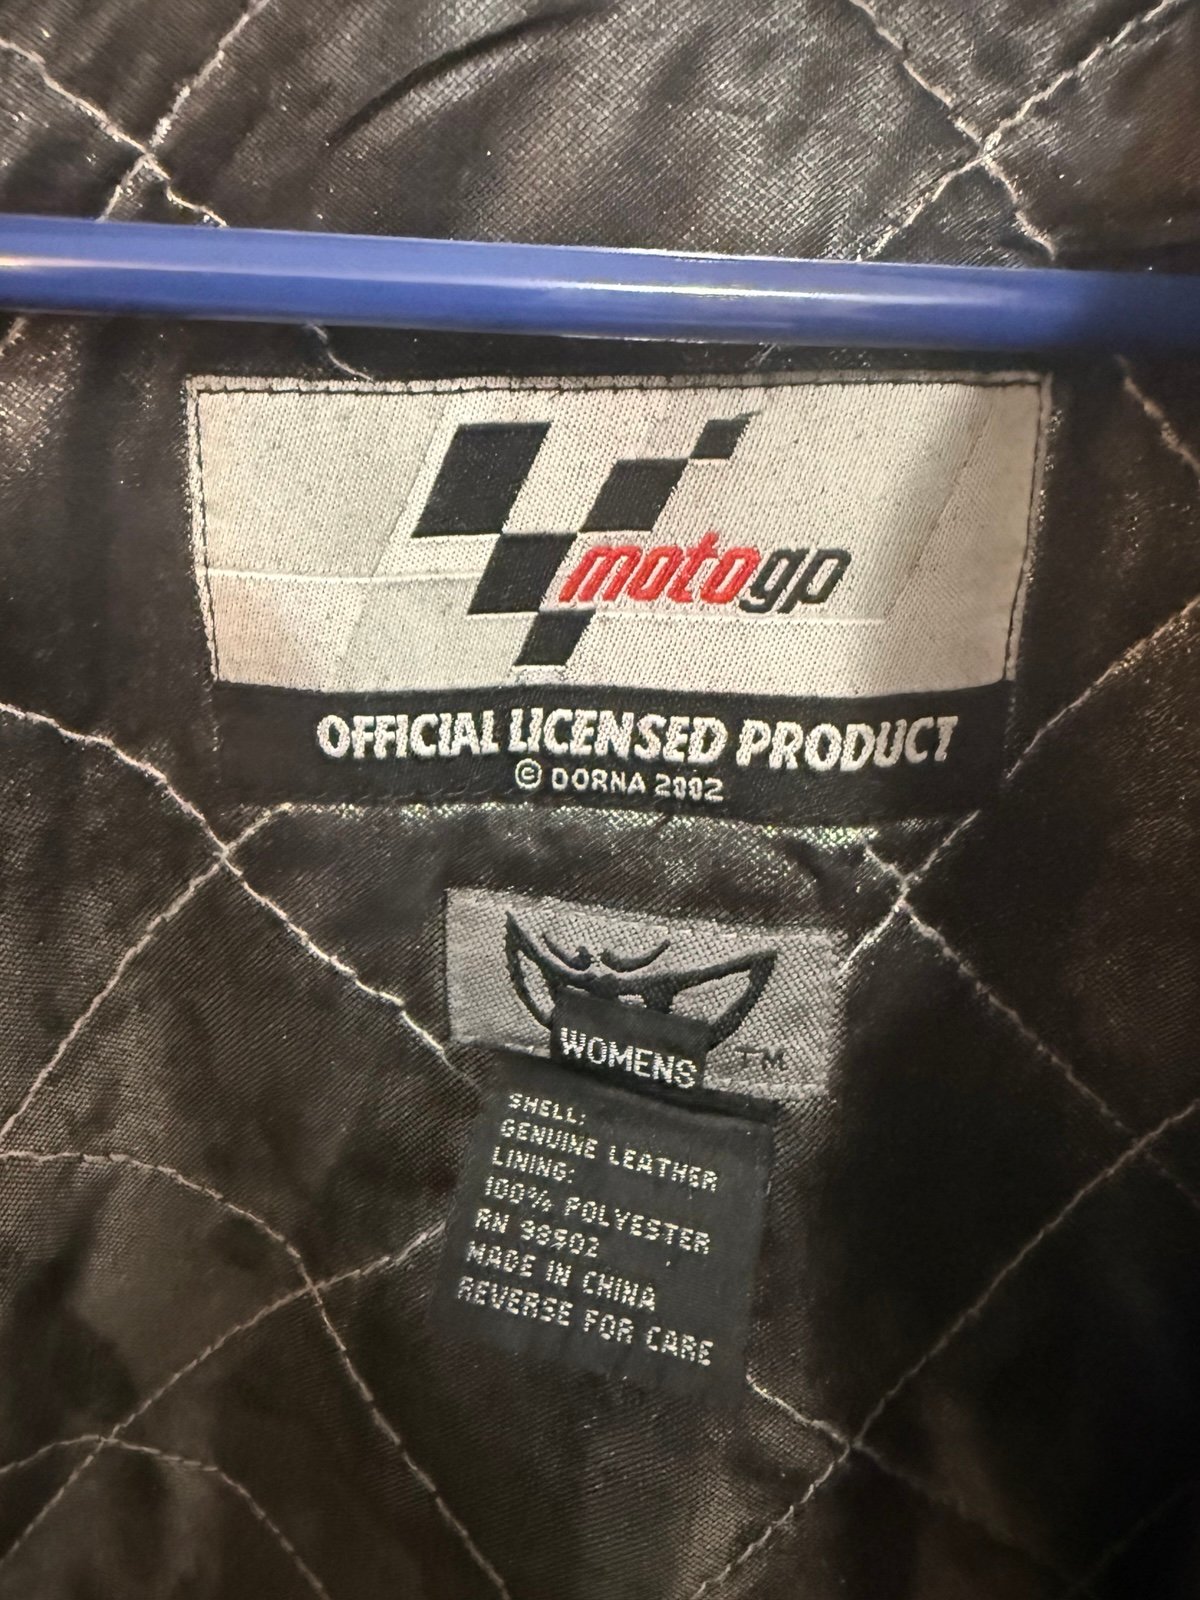 motogp
OFFICIAL LICENSED PRODUCT
© DORNA 2002
TM
WOMENS
SHELL:
GENUINE LEATHER
LINING:
100% POLYESTER
RN 98902
MADE IN CHINA
REVERSE FOR CARE